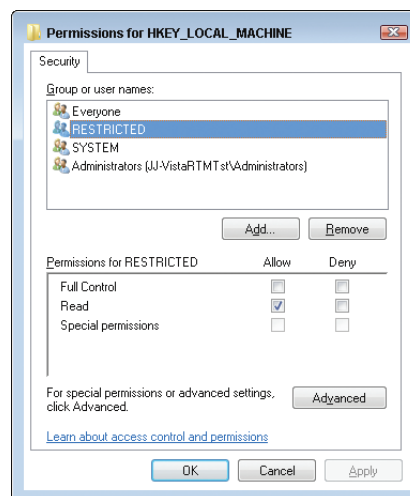 Permissions for HKEY_LOCAL_MACHINE
Security
Group or user names:
Everyone
RESTRICTED
SYSTEM
Administrators (JJ-VistaRTMTst\Administrators)
Add... Remove
Permissions for RESTRICTED Allow Deny
Full Control
Read
Special permissions
For special permissions or advanced settings, Advanced
click Advanced.
Learn about access control and permissions
OK Cancel Apply